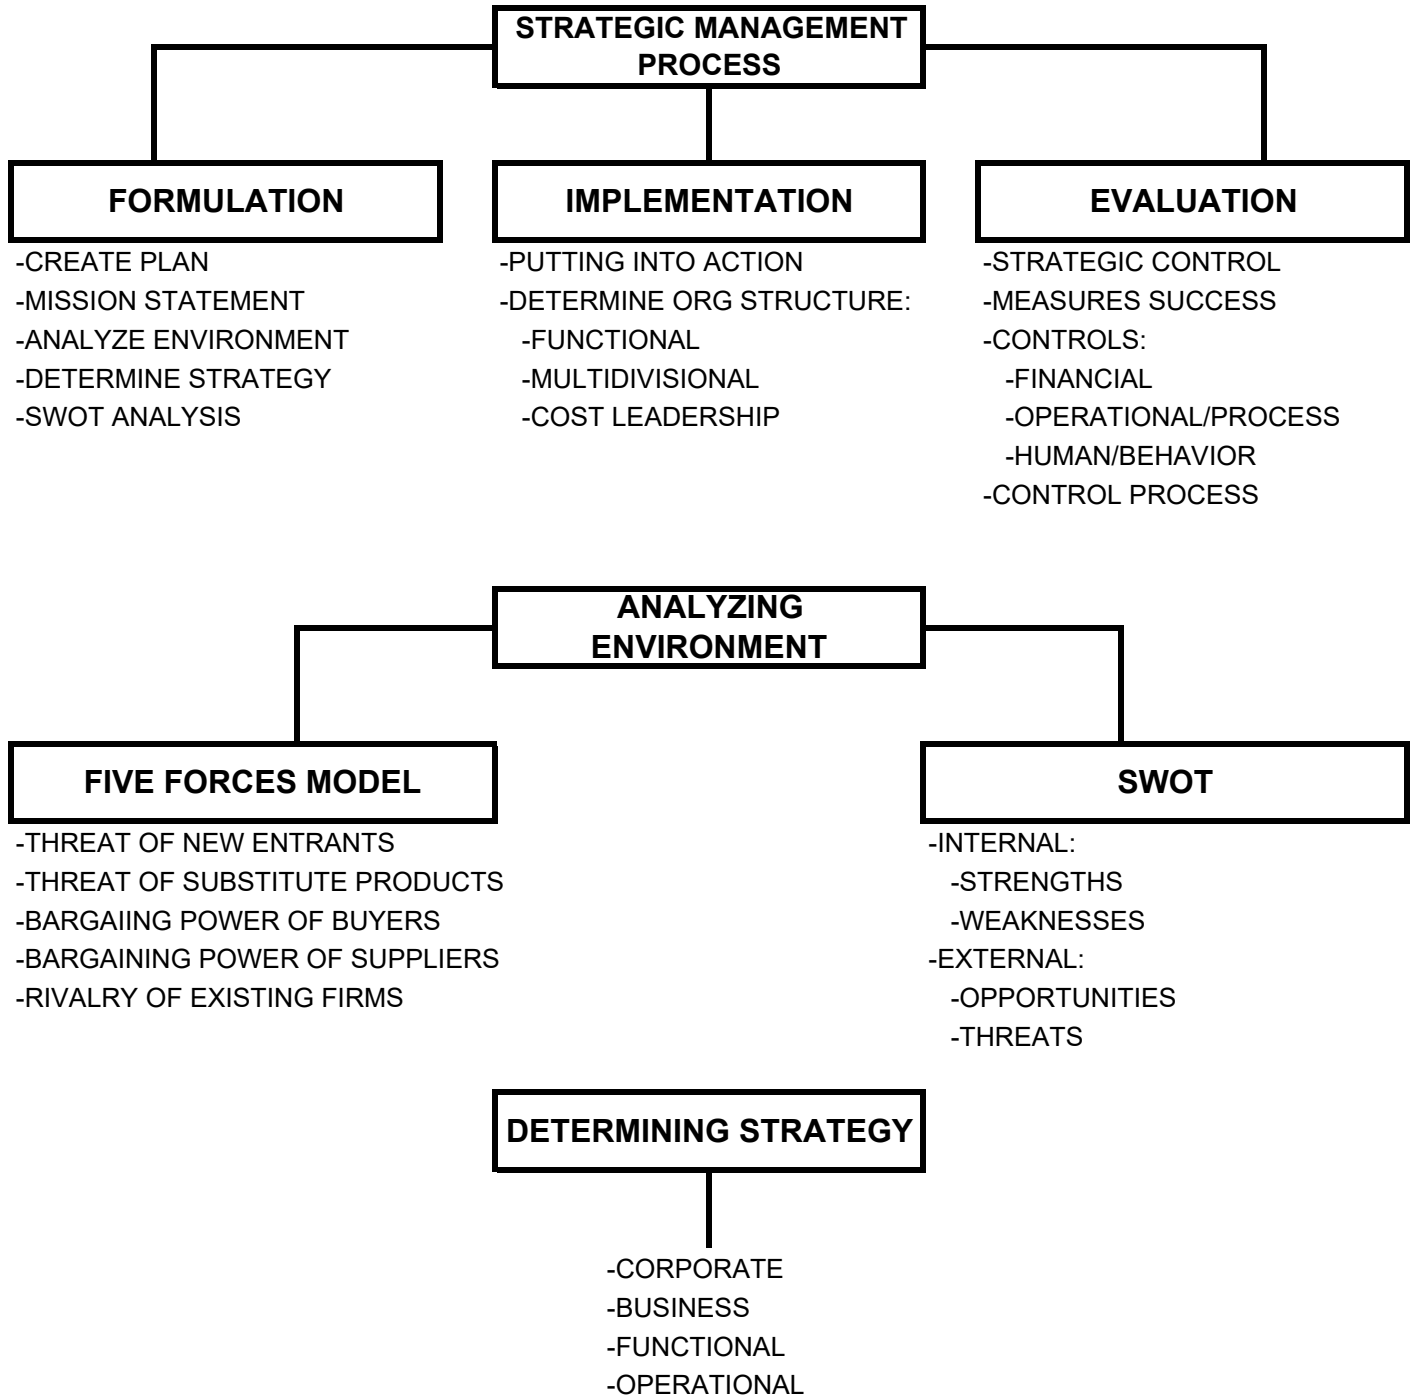 STRATEGIC MANAGEMENT
PROCESS
FORMULATION
-CREATE PLAN
-MISSION STATEMENT
-ANALYZE ENVIRONMENT
-DETERMINE STRATEGY
-SWOT ANALYSIS
IMPLEMENTATION
-PUTTING INTO ACTION
-DETERMINE ORG STRUCTURE:
-FUNCTIONAL
-MULTIDIVISIONAL
-COST LEADERSHIP
EVALUATION
-STRATEGIC CONTROL
-MEASURES SUCCESS
-CONTROLS:
-FINANCIAL
-OPERATIONAL/PROCESS
-HUMAN/BEHAVIOR
-CONTROL PROCESS
ANALYZING
ENVIRONMENT
FIVE FORCES MODEL
-THREAT OF NEW ENTRANTS
-THREAT OF SUBSTITUTE PRODUCTS
-BARGAIING POWER OF BUYERS
-BARGAINING POWER OF SUPPLIERS
-RIVALRY OF EXISTING FIRMS
SWOT
-INTERNAL:
-STRENGTHS
-WEAKNESSES
-EXTERNAL:
-OPPORTUNITIES
-THREATS
DETERMINING STRATEGY
-CORPORATE
-BUSINESS
-FUNCTIONAL
-OPERATIONAL